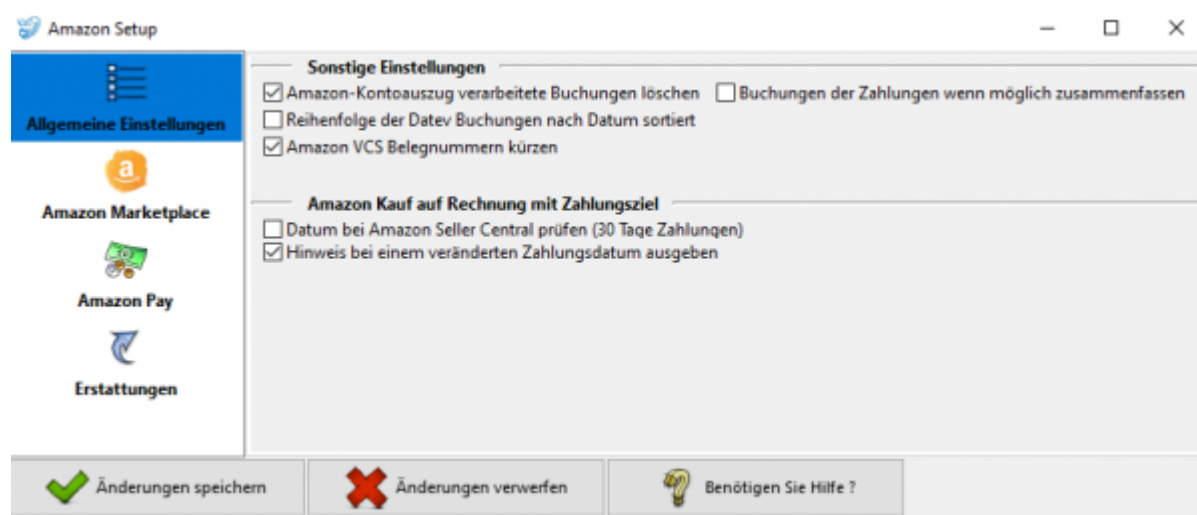 Amazon Setup
Allgemeine Einstellungen
Amazon Marketplace
Amazon Pay
Erstattungen
Sonstige Einstellungen
Amazon-Kontoauszug verarbeitete Buchungen löschen Buchungen der Zahlungen wenn möglich zusammenfassen
Reihenfolge der Datev Buchungen nach Datum sortiert
Amazon VCS Belegnummern kürzen
Amazon Kauf auf Rechnung mit Zahlungsziel
Datum bei Amazon Seller Central prüfen (30 Tage Zahlungen)
Hinweis bei einem veränderten Zahlungsdatum ausgeben
Änderungen speichern Änderungen verwerfen Benötigen Sie Hilfe ?